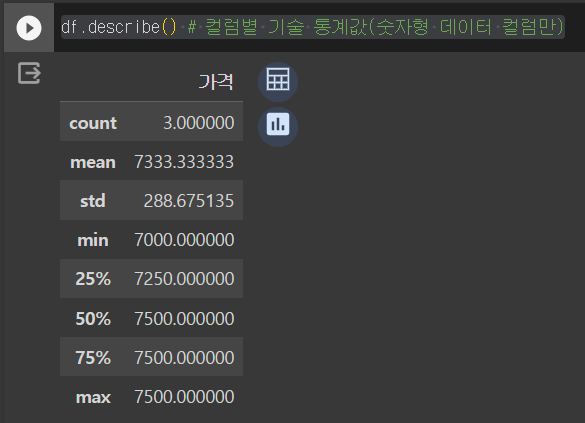 df.describe() # 컬럼별 기술 통계값(숫자형 데이터 컬럼만)
가격
count 3.000000
mean 7333.333333
std 288.675135
min 7000.000000
25% 7250.000000
50% 7500.000000
75% 7500.000000
max 7500.000000